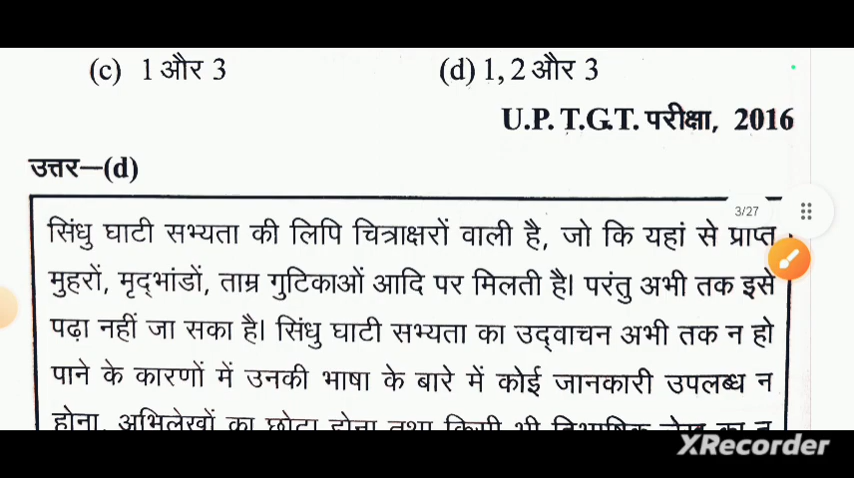 (c) 1 और 3 (d) 1, 2 और 3
U.P. T.G.T. परीक्षा, 2016
उत्तर—(d)
3/27
सिंधु घाटी सभ्यता की लिपि चित्राक्षरों वाली है, जो कि यहां से प्राप्त
मुहरों, मृद्भांडों, ताम्र गुटिकाओं आदि पर मिलती है। परंतु अभी तक इसे
पढ़ा नहीं जा सका है। सिंधु घाटी सभ्यता का उद्वाचन अभी तक न हो
पाने के कारणों में उनकी भाषा के बारे में कोई जानकारी उपलब्ध न
होना, अभिलेखों का छोटा होना तथा किसी भी द्विभाषिक लेख का न
XRecorder